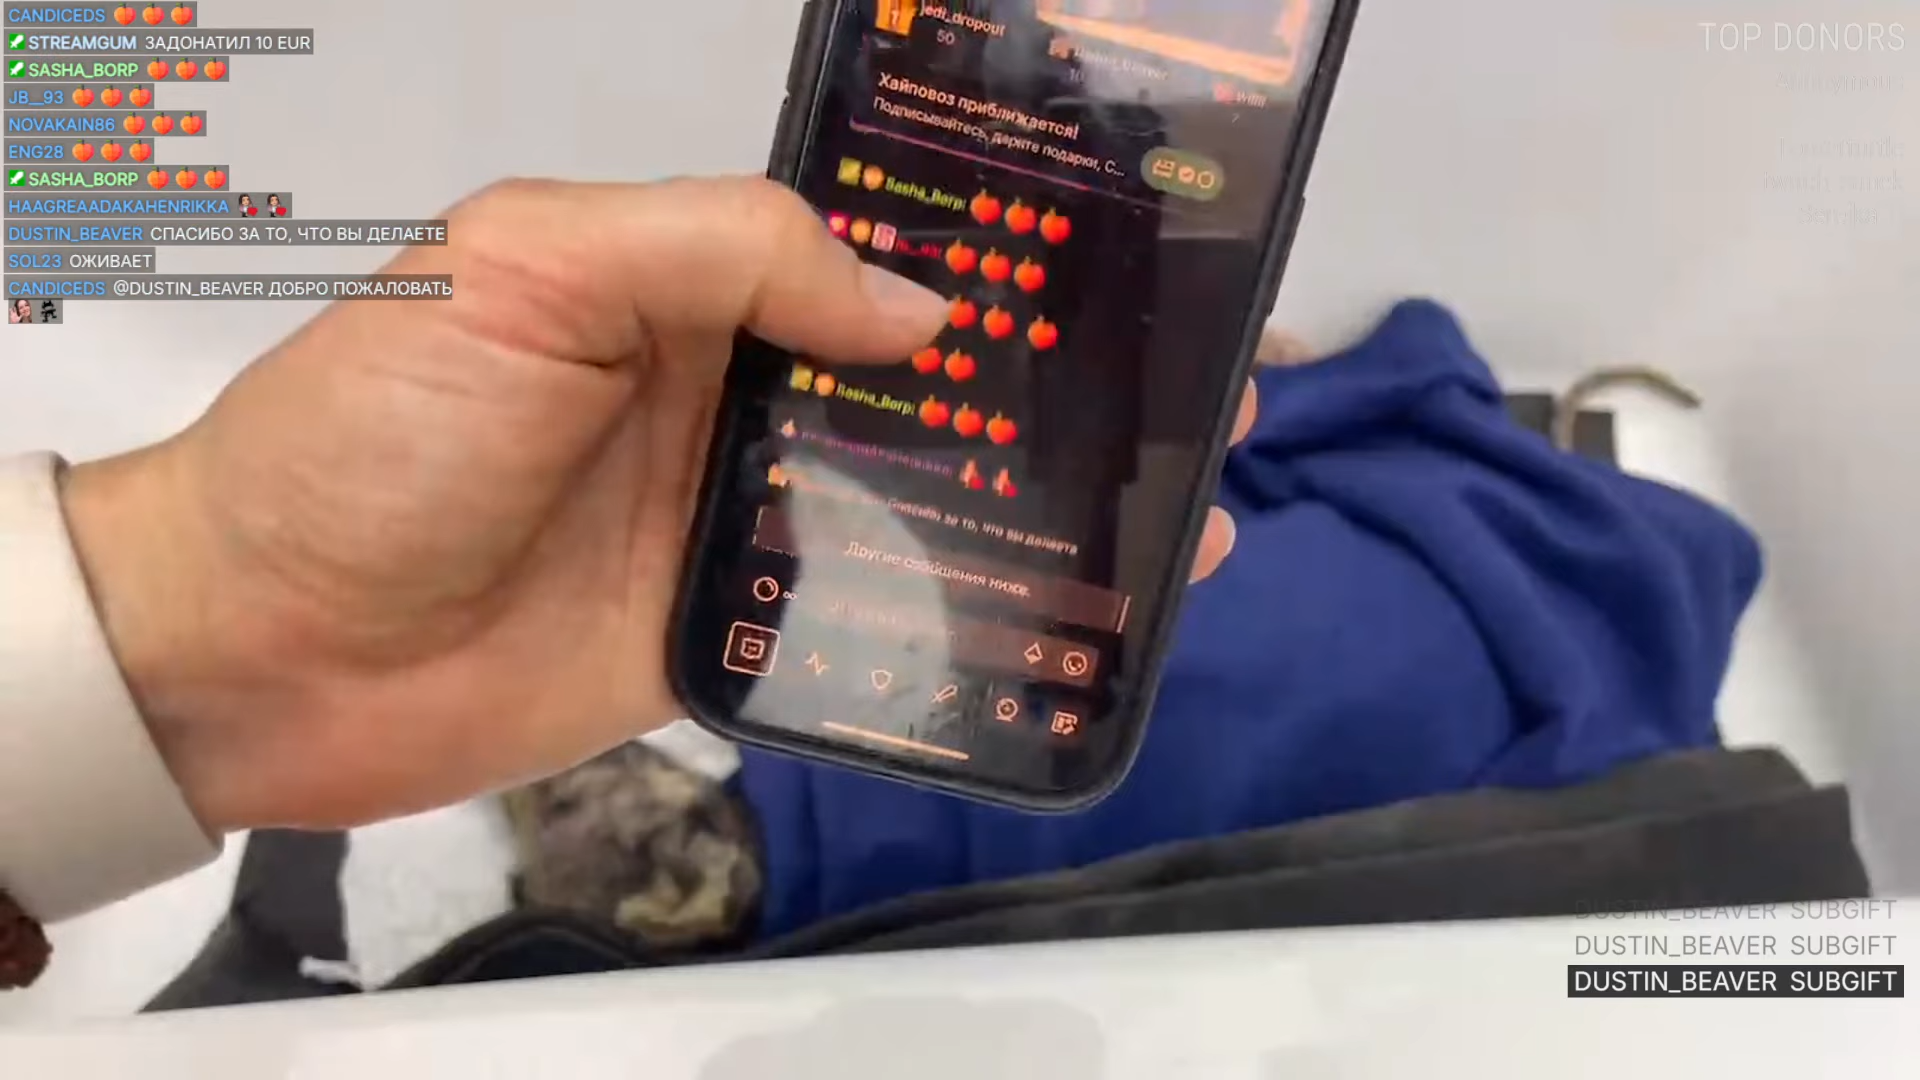 CANDICEDS 🍑 🍑 🍑
STREAMGUM ЗАДОНАТИЛ 10 EUR
SASHA_BORP 🍑 🍑 🍑
JB__93 🍑 🍑 🍑
NOVAKAIN86 🍑 🍑 🍑
ENG28 🍑 🍑 🍑
SASHA_BORP 🍑 🍑 🍑
HAAGREAADAKAHENRIKKA
DUSTIN_BEAVER СПАСИБО ЗА ТО, ЧТО ВЫ ДЕЛАЕТЕ
SOL23 ОЖИВАЕТ
CANDICEDS @DUSTIN_BEAVER ДОБРО ПОЖАЛОВАТЬ
TOP DONORS
jedi_dropout
50
Хайповоз приближается!
Подписывайтесь, дарите подарки, С...
Sasha_Borp: 🍑 🍑 🍑
Sasha_Borp: 🍑 🍑 🍑
Спасибо за то, что вы делаете
Другие сообщения ниже.
DUSTIN_BEAVER SUBGIFT
DUSTIN_BEAVER SUBGIFT
DUSTIN_BEAVER SUBGIFT